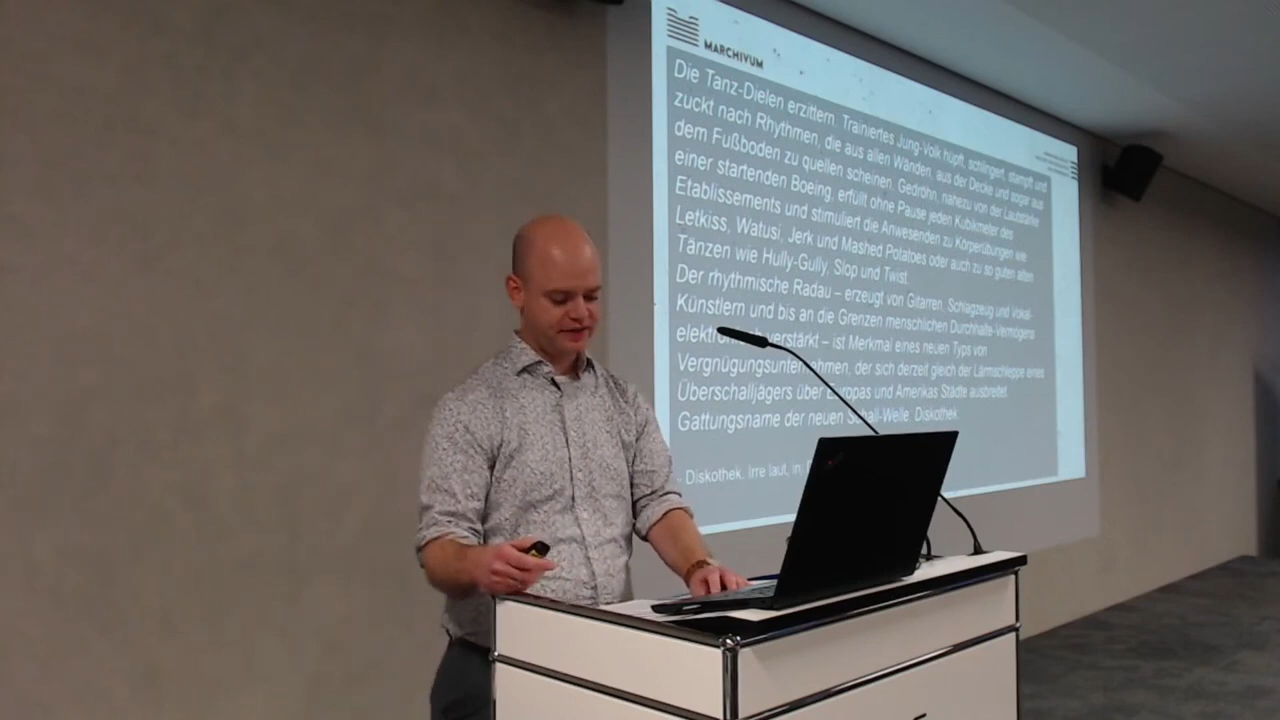 MARCHIVUM
Die Tanz-Dielen erzittern. Trainiertes Jung-Volk hüpft, schlingert, stampft und
zuckt nach Rhythmen, die aus allen Wänden, aus der Decke und sogar aus
dem Fußboden zu quellen scheinen. Gedröhn, nahezu von der Lautstärke
einer startenden Boeing, erfüllt ohne Pause jeden Kubikmeter des
Etablissements und stimuliert die Anwesenden zu Körperübungen wie
Letkiss, Watusi, Jerk und Mashed Potatoes oder auch zu so guten alten
Tänzen wie Hully-Gully, Slop und Twist.
Der rhythmische Radau – erzeugt von Gitarren, Schlagzeug und Vokal-
Künstlern und bis an die Grenzen menschlichen Durchhalte-Vermögens
elektronisch verstärkt – ist Merkmal eines neuen Typs von
Vergnügungsunternehmen, der sich derzeit gleich der Lärmschleppe eines
Überschalljägers über Europas und Amerikas Städte ausbreitet.
Gattungsname der neuen Schall-Welle: Diskothek.
- Diskothek. Irre laut, in